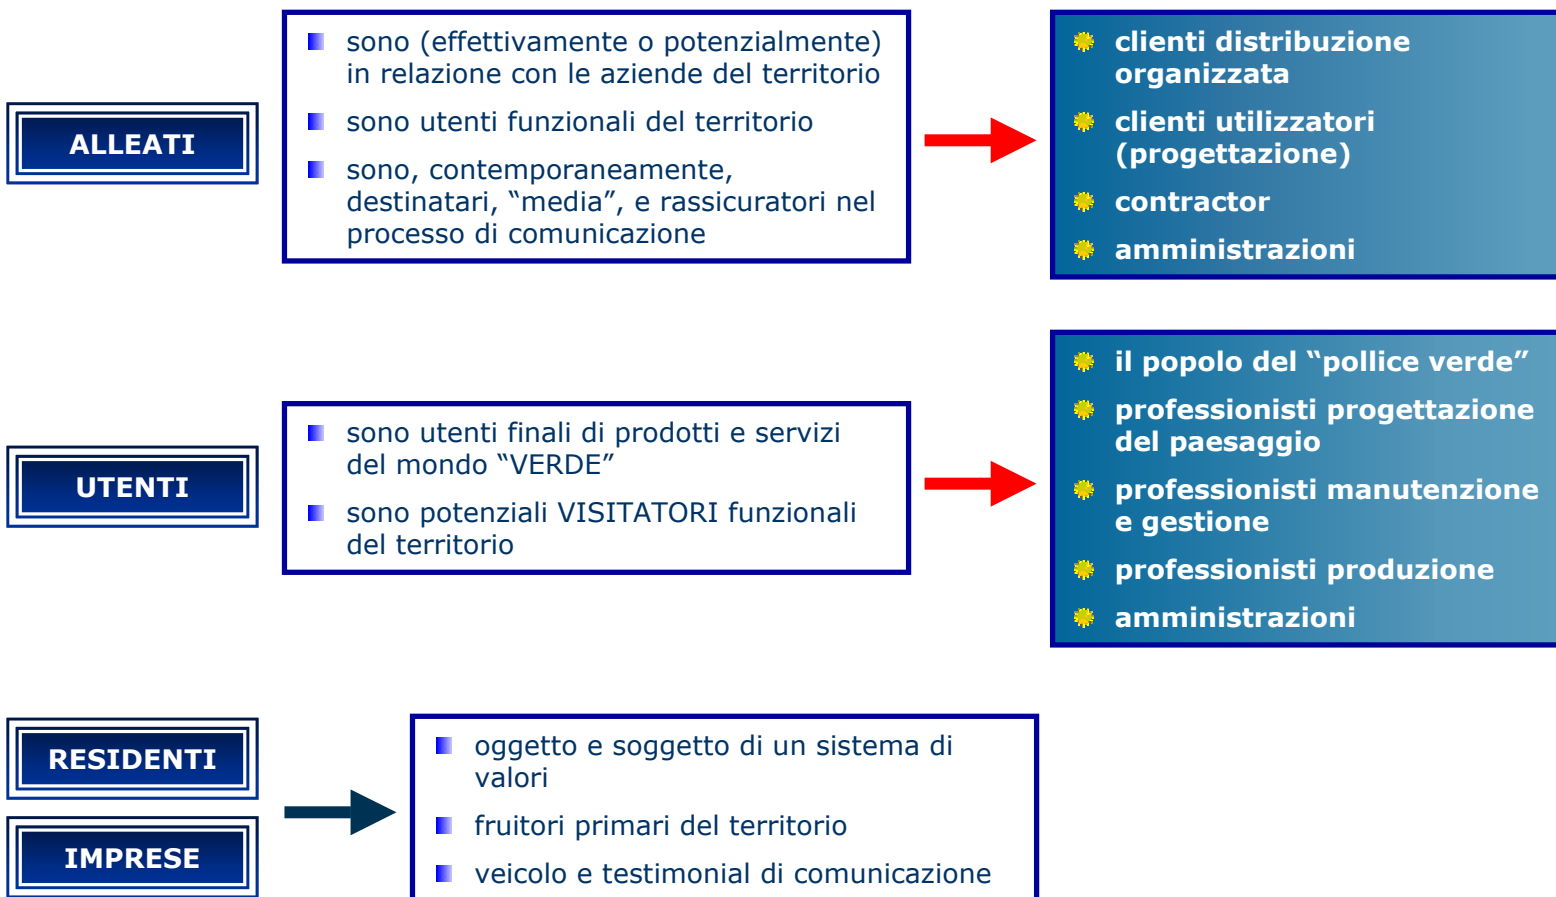 ALLEATI
sono (effettivamente o potenzialmente)
in relazione con le aziende del territorio
sono utenti funzionali del territorio
sono, contemporaneamente,
destinatari, “media”, e rassicuratori nel
processo di comunicazione
clienti distribuzione
organizzata
clienti utilizzatori
(progettazione)
contractor
amministrazioni
UTENTI
sono utenti finali di prodotti e servizi
del mondo “VERDE”
sono potenziali VISITATORI funzionali
del territorio
il popolo del “pollice verde”
professionisti progettazione
del paesaggio
professionisti manutenzione
e gestione
professionisti produzione
amministrazioni
RESIDENTI
IMPRESE
oggetto e soggetto di un sistema di
valori
fruitori primari del territorio
veicolo e testimonial di comunicazione